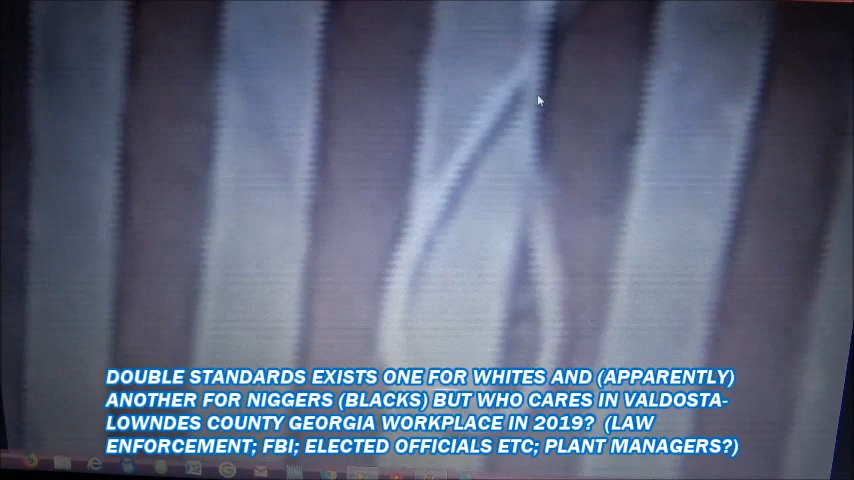 DOUBLE STANDARDS EXISTS ONE FOR WHITES AND (APPARENTLY)
ANOTHER FOR NIGGERS (BLACKS) BUT WHO CARES IN VALDOSTA-
LOWNDES COUNTY GEORGIA WORKPLACE IN 2019?  (LAW
ENFORCEMENT; FBI; ELECTED OFFICIALS ETC; PLANT MANAGERS?)